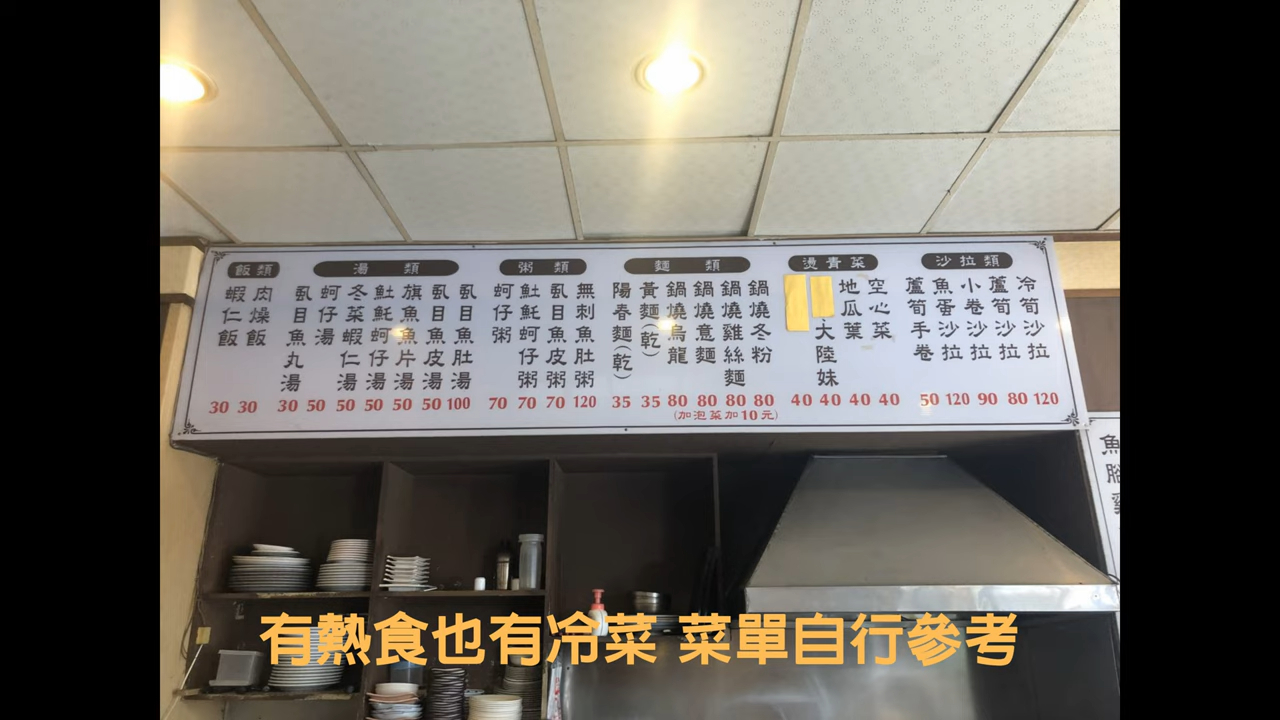 飯類
蝦仁飯
肉燥飯
30 30
湯類
虱目魚丸湯
蚵仔湯
冬菜蝦仁湯
土魠蚵仔湯
旗魚魚片湯
虱目魚皮湯
虱目魚肚湯
30 50 50 50 50 50 100
粥類
蚵仔粥
土魠蚵仔粥
虱目魚皮粥
無刺魚肚粥
70 70 70 120
麵類
陽春麵(乾)
黃麵(乾)
鍋燒烏龍
鍋燒意麵
鍋燒雞絲麵
鍋燒冬粉
35 35 80 80 80 80
(加泡菜加10元)
燙青菜
大陸妹
地瓜葉
空心菜
40 40 40 40
沙拉類
蘆筍手卷
魚蛋沙拉
小卷沙拉
蘆筍沙拉
冷筍沙拉
50 120 90 80 120
有熱食也有冷菜 菜單自行參考